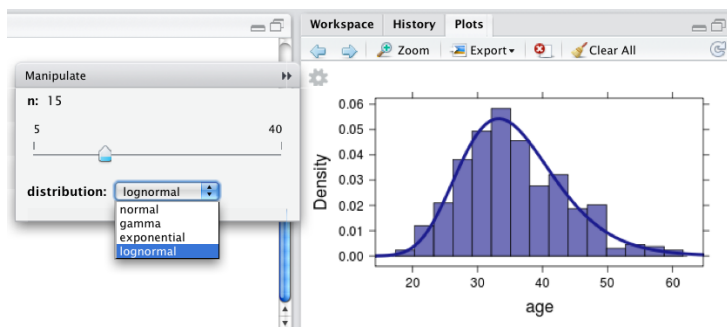 Manipulate
n: 15
5 40
distribution: lognormal
normal
gamma
exponential
lognormal
Workspace History Plots
Zoom Export Clear All
0.06
0.05
0.04
0.03
0.02
0.01
0.00
Density
20 30 40 50 60
age